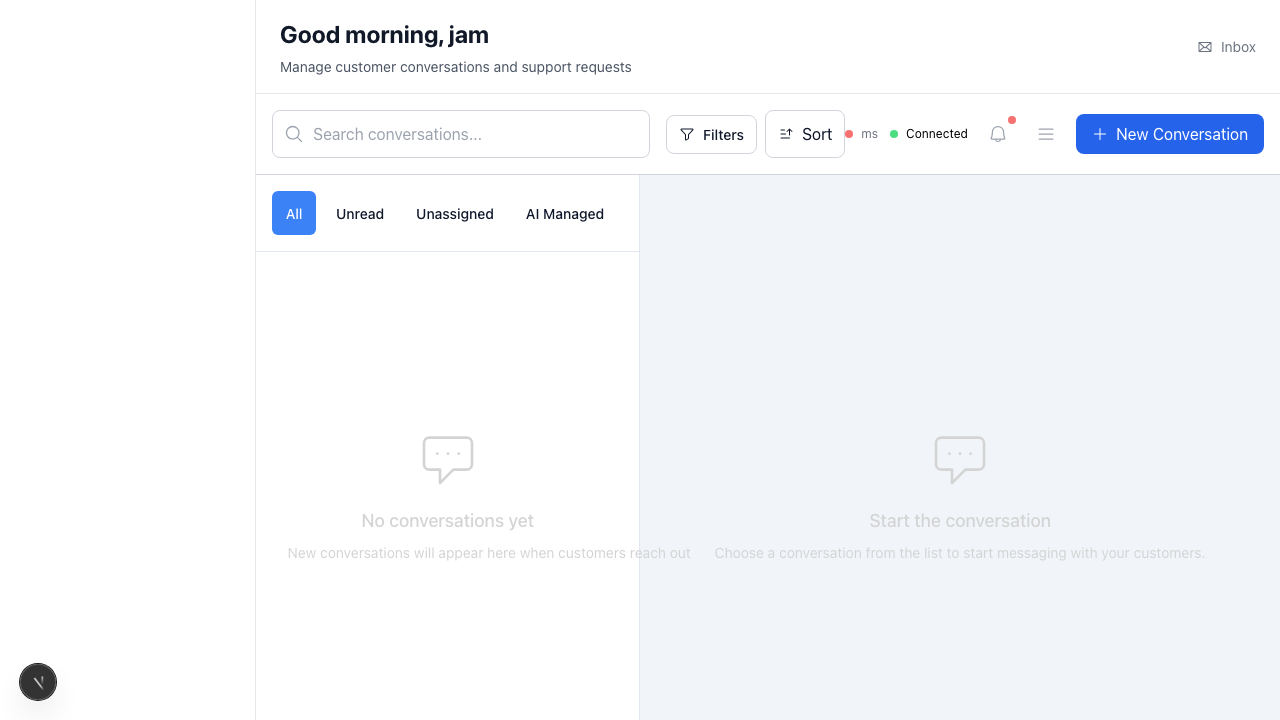 Good morning, jam
Manage customer conversations and support requests
Inbox
Search conversations...
Filters
Sort
ms
Connected
New Conversation
All
Unread
Unassigned
AI Managed
No conversations yet
New conversations will appear here when customers reach out
Start the conversation
Choose a conversation from the list to start messaging with your customers.